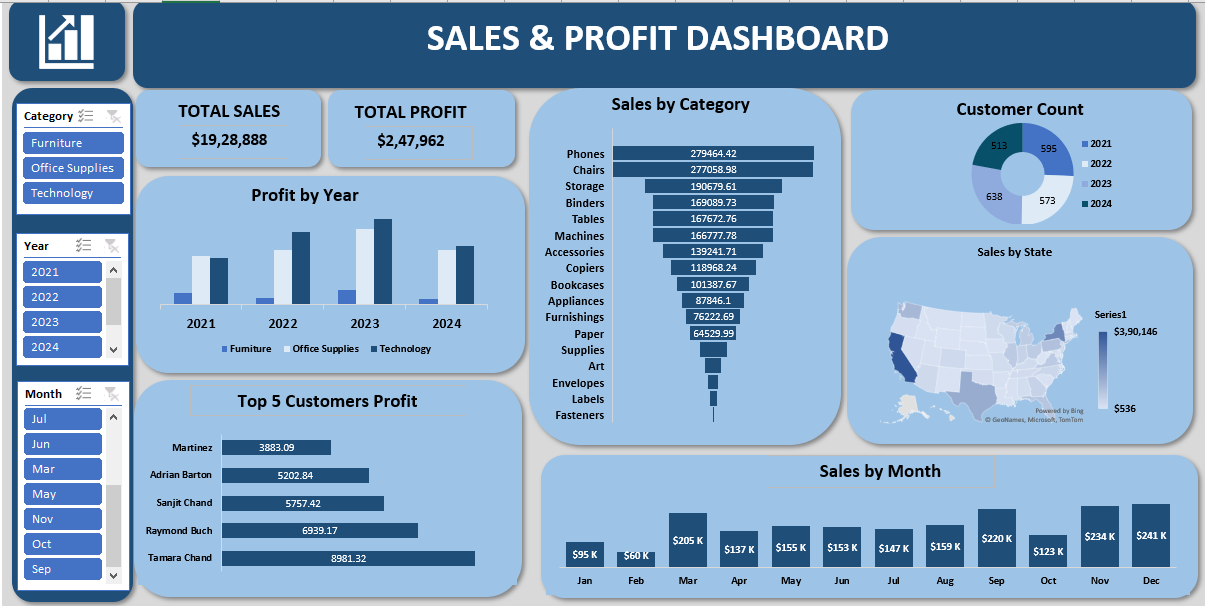 SALES & PROFIT DASHBOARD
Category
Furniture
Office Supplies
Technology
Year
2021
2022
2023
2024
Month
Jul
Jun
Mar
May
Nov
Oct
Sep
TOTAL SALES
$19,28,888
TOTAL PROFIT
$2,47,962
Profit by Year
2021 2022 2023 2024
Furniture Office Supplies Technology
Top 5 Customers Profit
Martinez 3883.09
Adrian Barton 5202.84
Sanjit Chand 5757.42
Raymond Buch 6939.17
Tamara Chand 8981.32
Sales by Category
Phones 279464.42
Chairs 277058.98
Storage 190679.61
Binders 169089.73
Tables 167672.76
Machines 166777.78
Accessories 139241.71
Copiers 118968.24
Bookcases 101387.67
Appliances 87846.1
Furnishings 76222.69
Paper 64529.99
Supplies
Art
Envelopes
Labels
Fasteners
Customer Count
513 595
638 573
2021
2022
2023
2024
Sales by State
Series1
$3,90,146
$536
Powered by Bing
© GeoNames, Microsoft, TomTom
Sales by Month
$95 K $60 K $205 K $137 K $155 K $153 K $147 K $159 K $220 K $123 K $234 K $241 K
Jan Feb Mar Apr May Jun Jul Aug Sep Oct Nov Dec